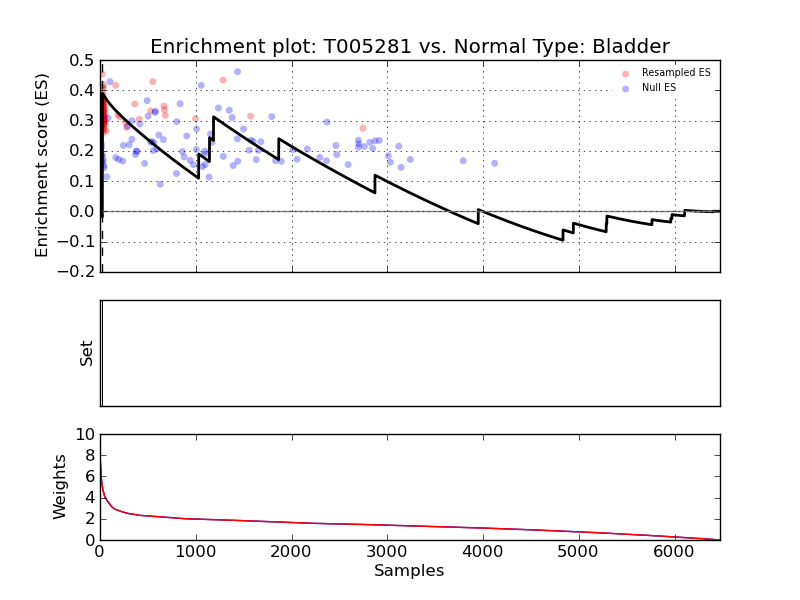 Enrichment plot: T005281 vs. Normal Type: Bladder
Enrichment score (ES)
0.5
0.4
0.3
0.2
0.1
0.0
−0.1
−0.2
Resampled ES
Null ES
Set
Weights
10
8
6
4
2
0
0 1000 2000 3000 4000 5000 6000
Samples